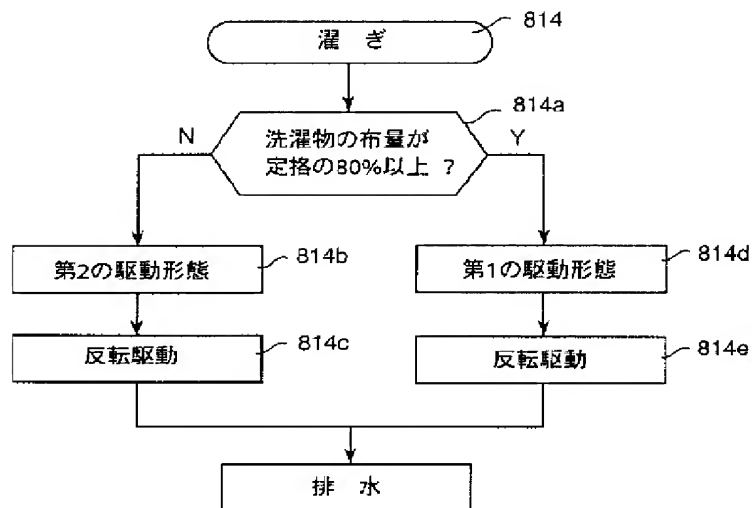 濯 ぎ
814
814a
洗濯物の布量が
定格の80%以上 ?
N
Y
第2の駆動形態
814b
第1の駆動形態
814d
反転駆動
814c
反転駆動
814e
排 水